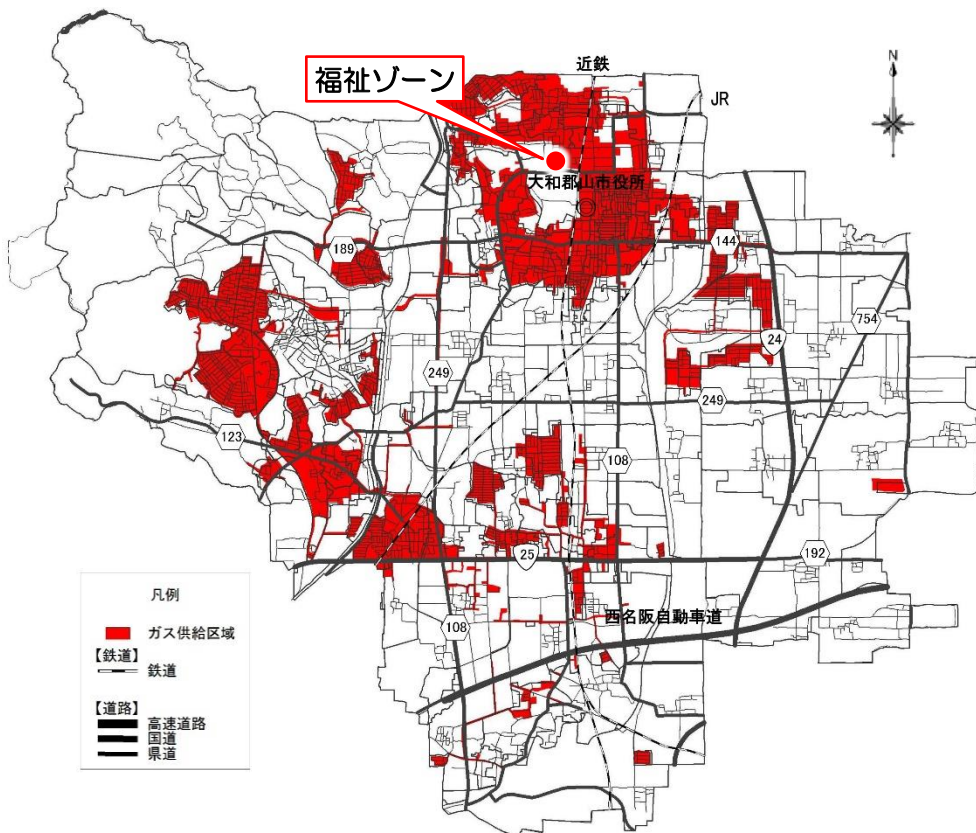 福祉ゾーン
近鉄
JR
N
大和郡山市役所
189
144
754
24
249
249
123
108
25
192
108
西名阪自動車道
凡例
ガス供給区域
【鉄道】
鉄道
【道路】
高速道路
国道
県道